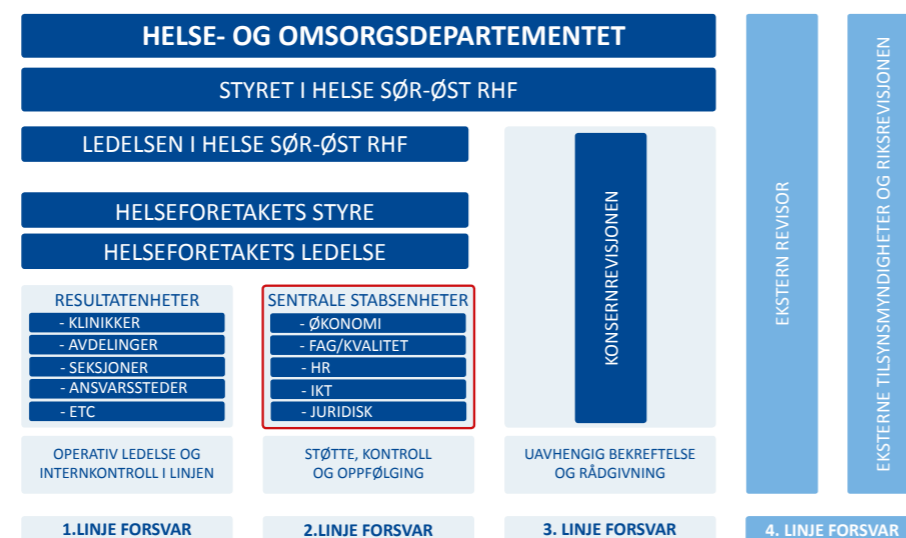 HELSE- OG OMSORGSDEPARTEMENTET
STYRET I HELSE SØR-ØST RHF
LEDELSEN I HELSE SØR-ØST RHF
HELSEFORETAKETS STYRE
HELSEFORETAKETS LEDELSE
RESULTATENHETER
- KLINIKKER
- AVDELINGER
- SEKSJONER
- ANSVARSSTEDER
- ETC
OPERATIV LEDELSE OG
INTERNKONTROLL I LINJEN
1.LINJE FORSVAR
SENTRALE STABSENHETER
- ØKONOMI
- FAG/KVALITET
- HR
- IKT
- JURIDISK
STØTTE, KONTROLL
OG OPPFØLGING
2.LINJE FORSVAR
KONSERNREVISJONEN
UAVHENGIG BEKREFTELSE
OG RÅDGIVNING
3. LINJE FORSVAR
EKSTERN REVISOR
EKSTERNE TILSYNSMYNDIGHETER OG RIKSREVISJONEN
4. LINJE FORSVAR